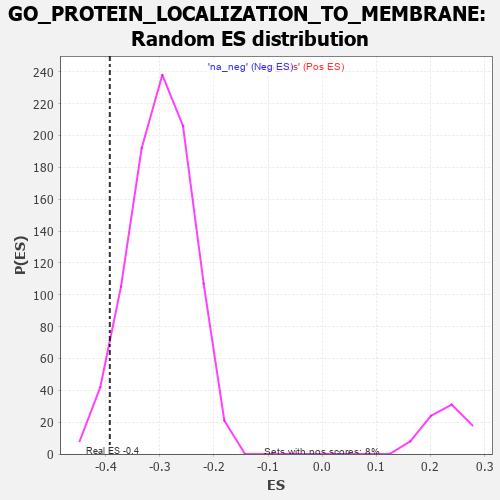 GO_PROTEIN_LOCALIZATION_TO_MEMBRANE:
Random ES distribution
'na_neg' (Neg ES)s' (Pos ES)
240
220
200
180
160
140
120
100
80
60
40
20
0
P(ES)
Real ES -0.4
Sets with pos scores: 8%
-0.4 -0.3 -0.2 -0.1 0.0 0.1 0.2 0.3
ES